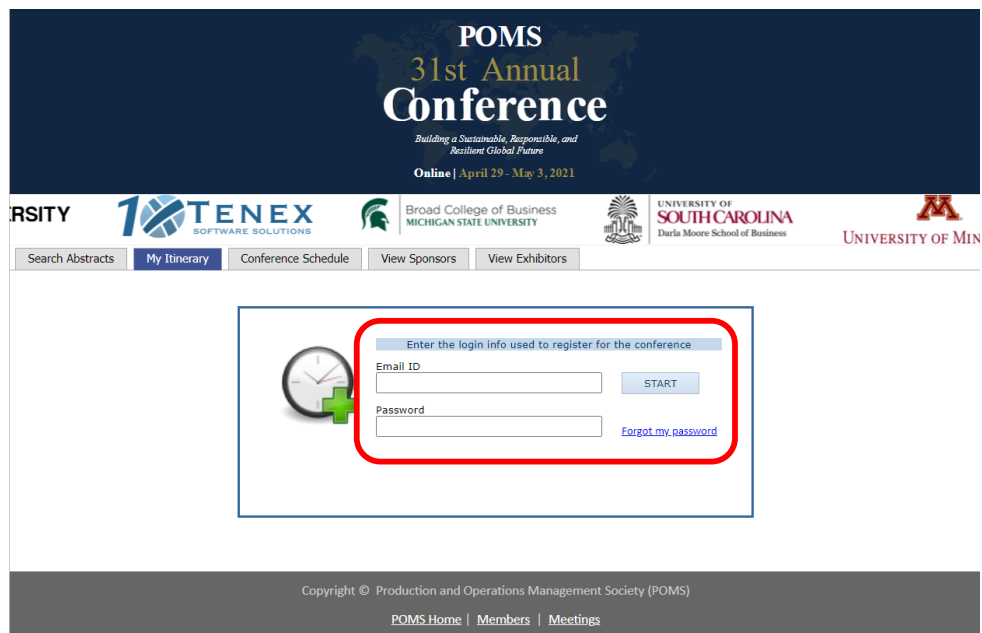 POMS
31st Annual
Conference
Building a Sustainable, Responsible, and
Resilient Global Future
Online | April 29 - May 3, 2021
ERSITY
10 TENEX
SOFTWARE SOLUTIONS
Broad College of Business
MICHIGAN STATE UNIVERSITY
UNIVERSITY OF
SOUTH CAROLINA
Darla Moore School of Business
M
UNIVERSITY OF MIN
Search Abstracts My Itinerary Conference Schedule View Sponsors View Exhibitors
Enter the login info used to register for the conference
Email ID
START
Password
Forgot my password
Copyright © Production and Operations Management Society (POMS)
POMS Home | Members | Meetings